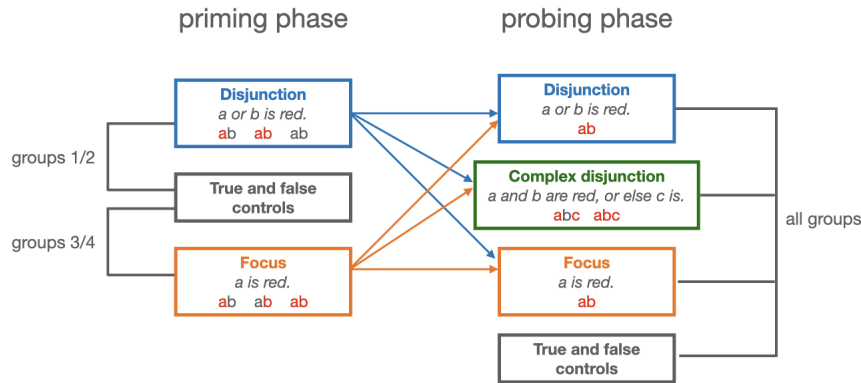 priming phase
probing phase
Disjunction
a or b is red.
ab ab ab
Disjunction
a or b is red.
ab
groups 1/2
True and false
controls
Complex disjunction
a and b are red, or else c is.
abc abc
all groups
groups 3/4
Focus
a is red.
ab ab ab
Focus
a is red.
ab
True and false
controls